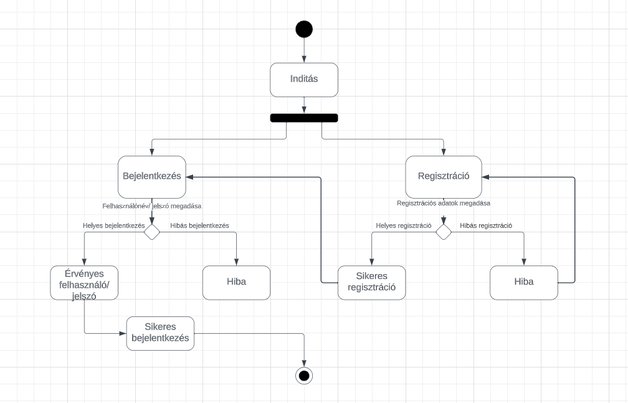 Indítás
Bejelentkezés
Regisztráció
Felhasználónév/ jelszó megadása
Regisztrációs adatok megadása
Helyes bejelentkezés
Hibás bejelentkezés
Helyes regisztráció
Hibás regisztráció
Érvényes
felhasználó/
jelszó
Hiba
Sikeres
regisztráció
Hiba
Sikeres
bejelentkezés